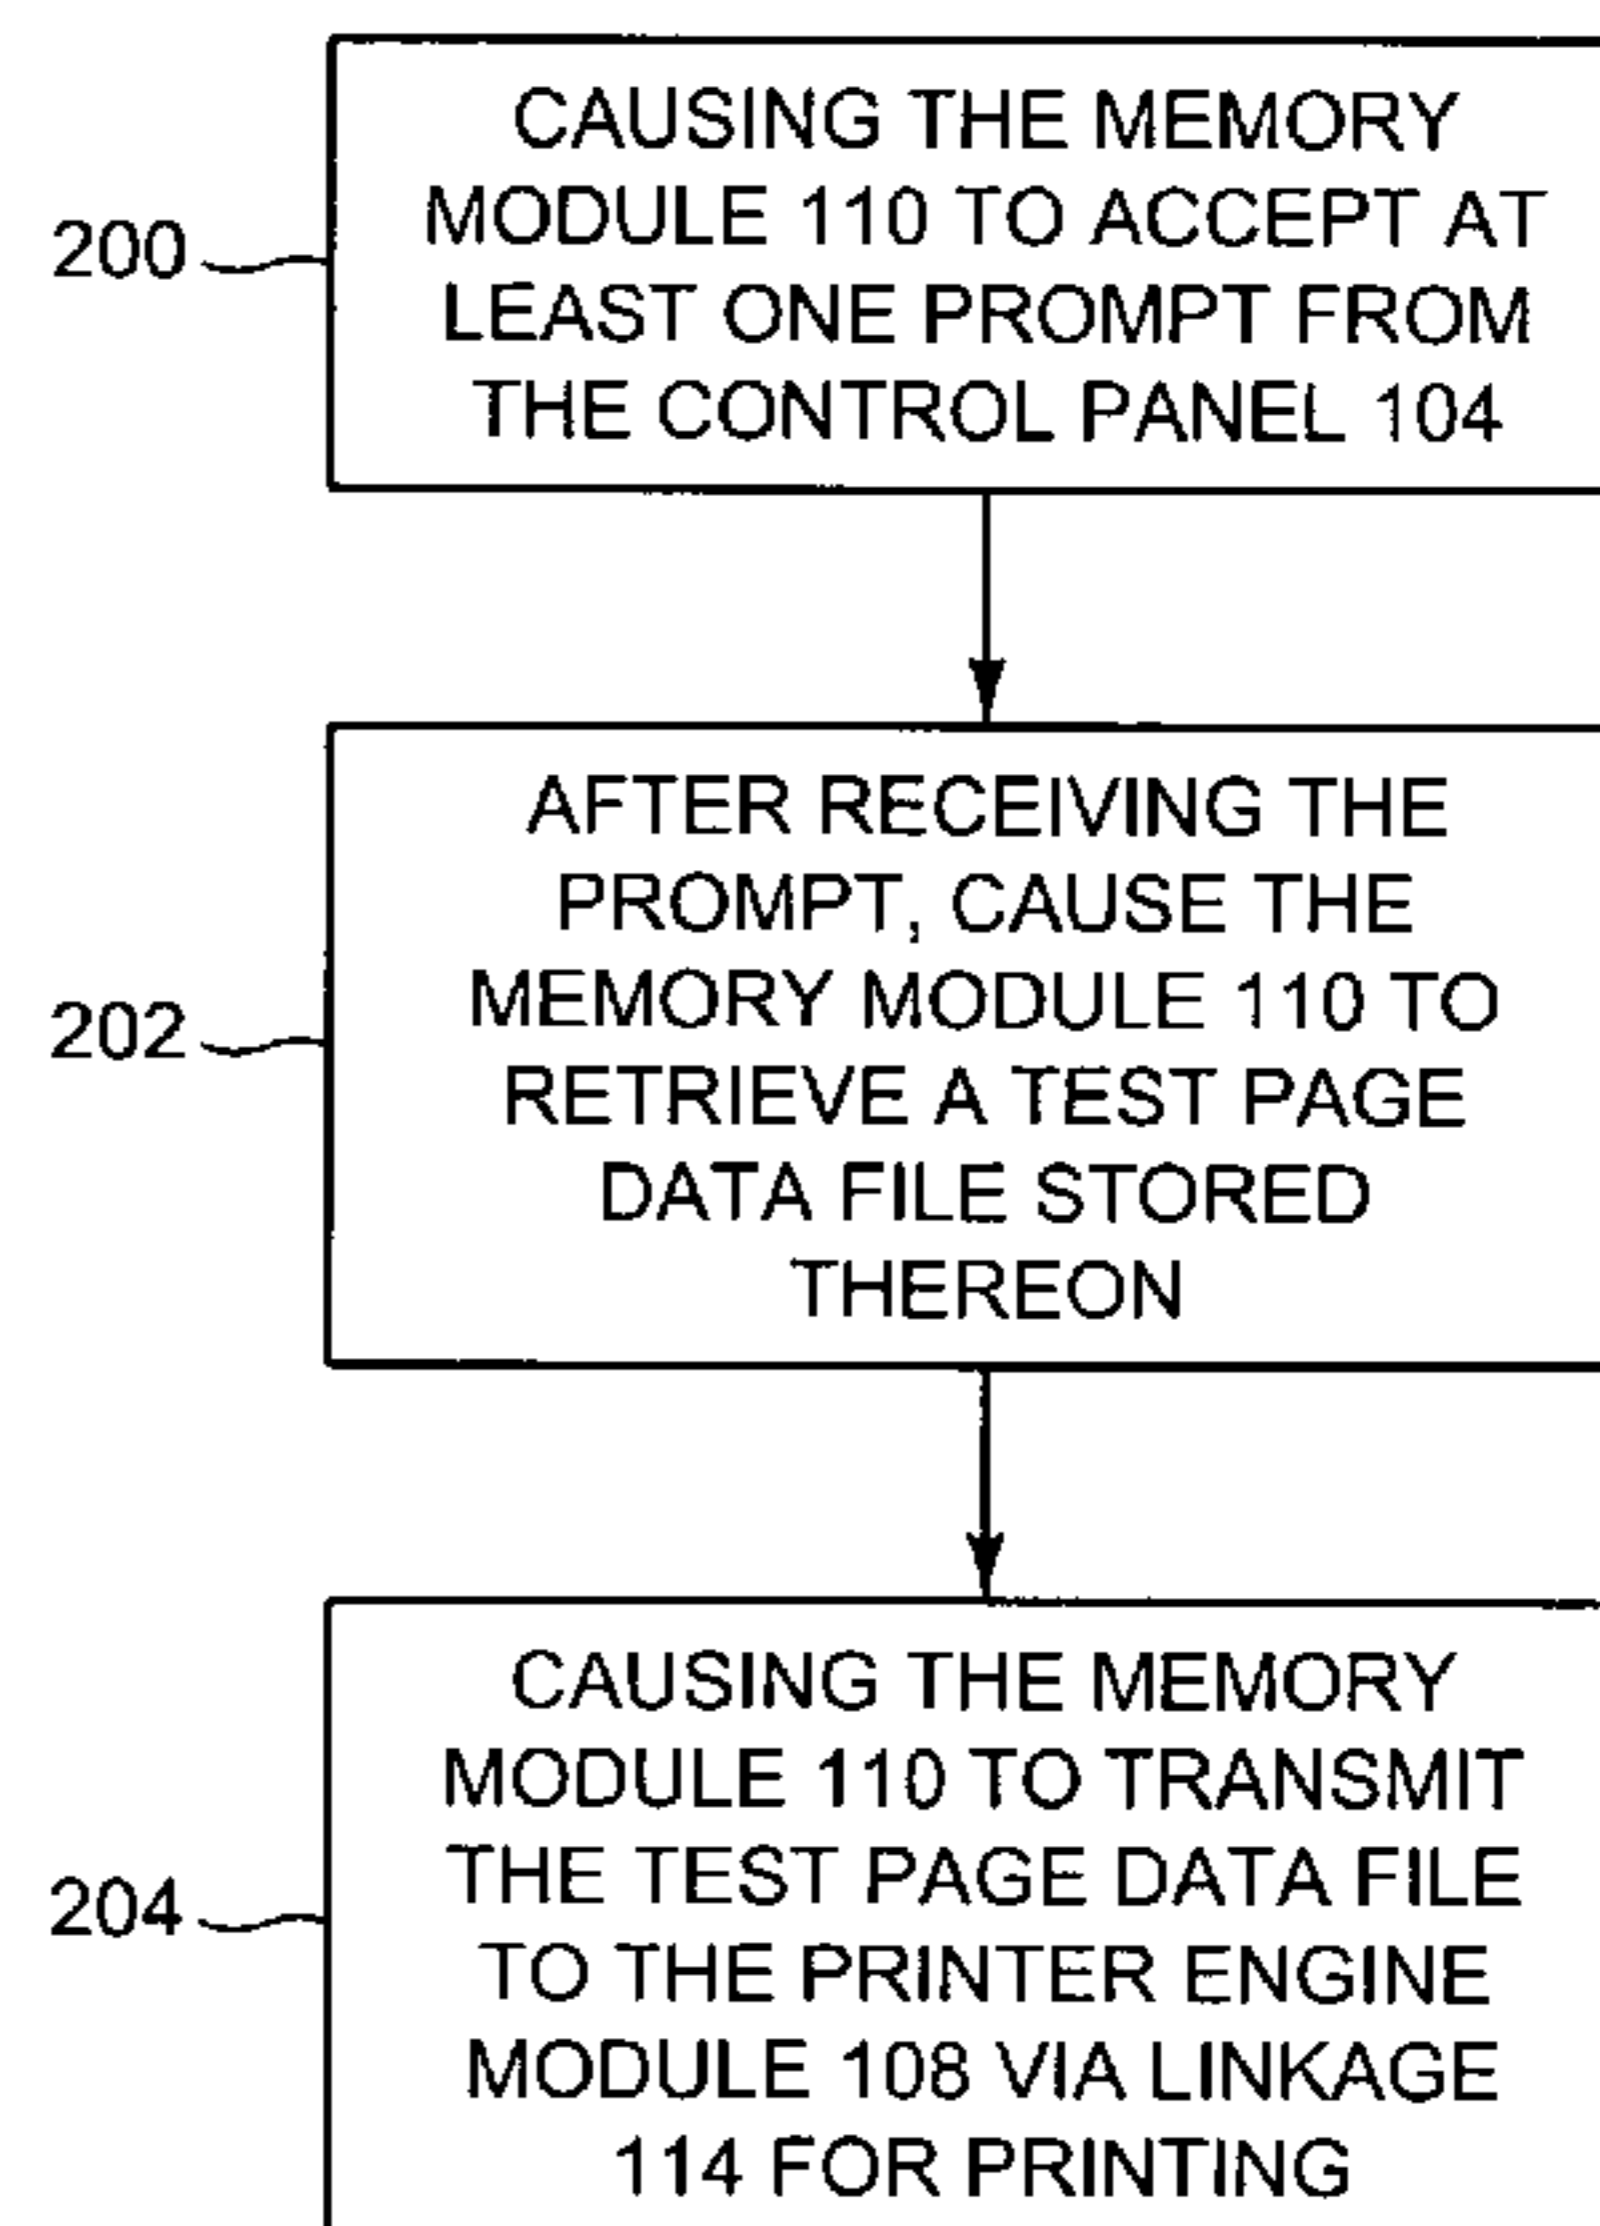 CAUSING THE MEMORY
MODULE 110 TO ACCEPT AT
200
LEAST ONE PROMPT FROM
THE CONTROL PANEL 104
AFTER RECEIVING THE
PROMPT, CAUSE THE
MEMORY MODULE 110 TO
202
RETRIEVE A TEST PAGE
DATA FILE STORED
THEREON
CAUSING THE MEMORY
MODULE 110 TO TRANSMIT
THE TEST PAGE DATA FILE
204
TO THE PRINTER ENGINE
MODULE 108 VIA LINKAGE
114 FOR PRINTING